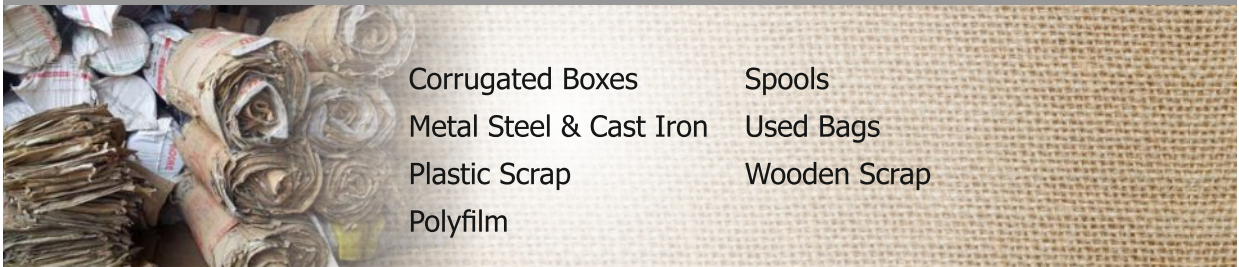 Corrugated Boxes
Metal Steel & Cast Iron
Plastic Scrap
Polyfilm
Spools
Used Bags
Wooden Scrap